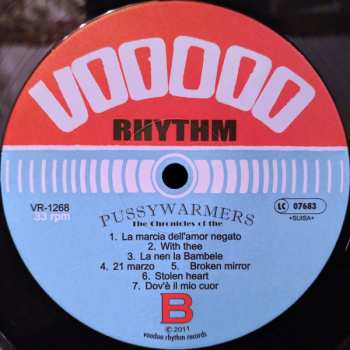 VOODOO
RHYTHM
VR-1268
33 rpm
LC 07683
*SUISA*
PUSSYWARMERS
The Chronicles of the
1. La marcia dell'amor negato
2. With thee
3. La nen la Bambele
4. 21 marzo 5. Broken mirror
6. Stolen heart
7. Dov'è il mio cuor
B
© 2011
voodoo rhythm records